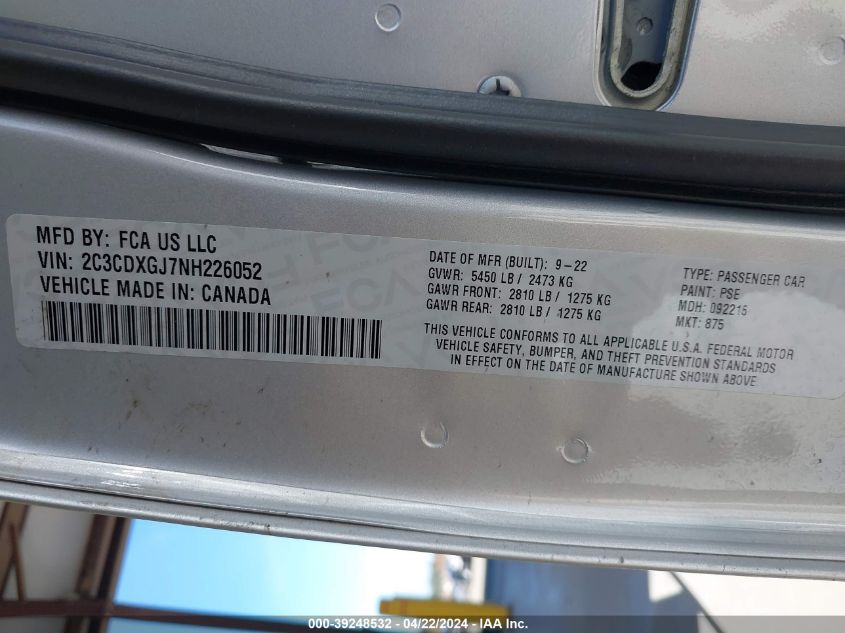 MFD BY: FCA US LLC
VIN: 2C3CDXGJ7NH226052
VEHICLE MADE IN: CANADA
DATE OF MFR (BUILT): 9-22
GVWR: 5450 LB / 2473 KG
GAWR FRONT: 2810 LB / 1275 KG
GAWR REAR: 2810 LB / 1275 KG
TYPE: PASSENGER CAR
PAINT: PSE
MDH: 092215
MKT: 875
THIS VEHICLE CONFORMS TO ALL APPLICABLE U.S.A. FEDERAL MOTOR
VEHICLE SAFETY, BUMPER, AND THEFT PREVENTION STANDARDS
IN EFFECT ON THE DATE OF MANUFACTURE SHOWN ABOVE
000-39248532 - 04/22/2024 - IAA Inc.